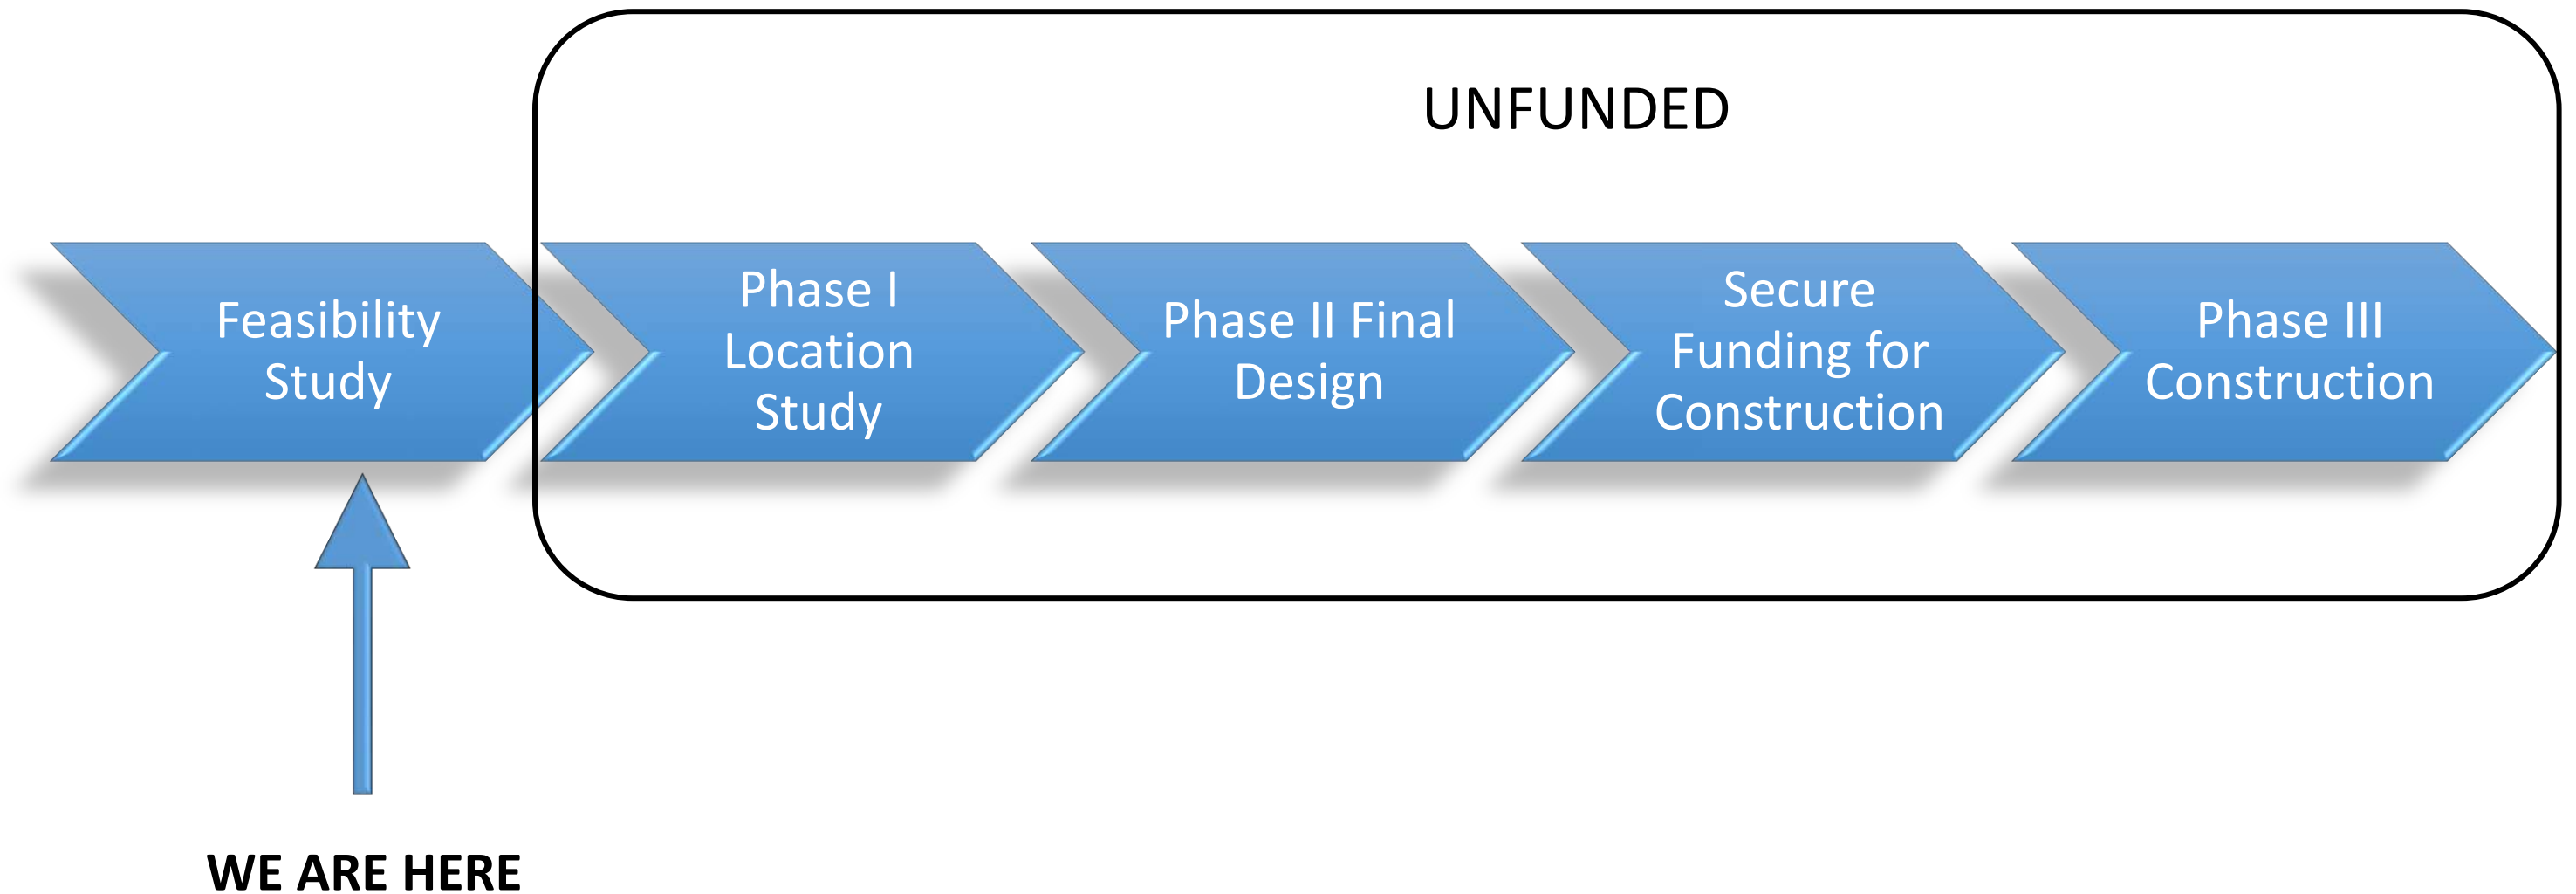 UNFUNDED
Feasibility
Study
Phase I
Location
Study
Phase II Final
Design
Secure
Funding for
Construction
Phase III
Construction
WE ARE HERE